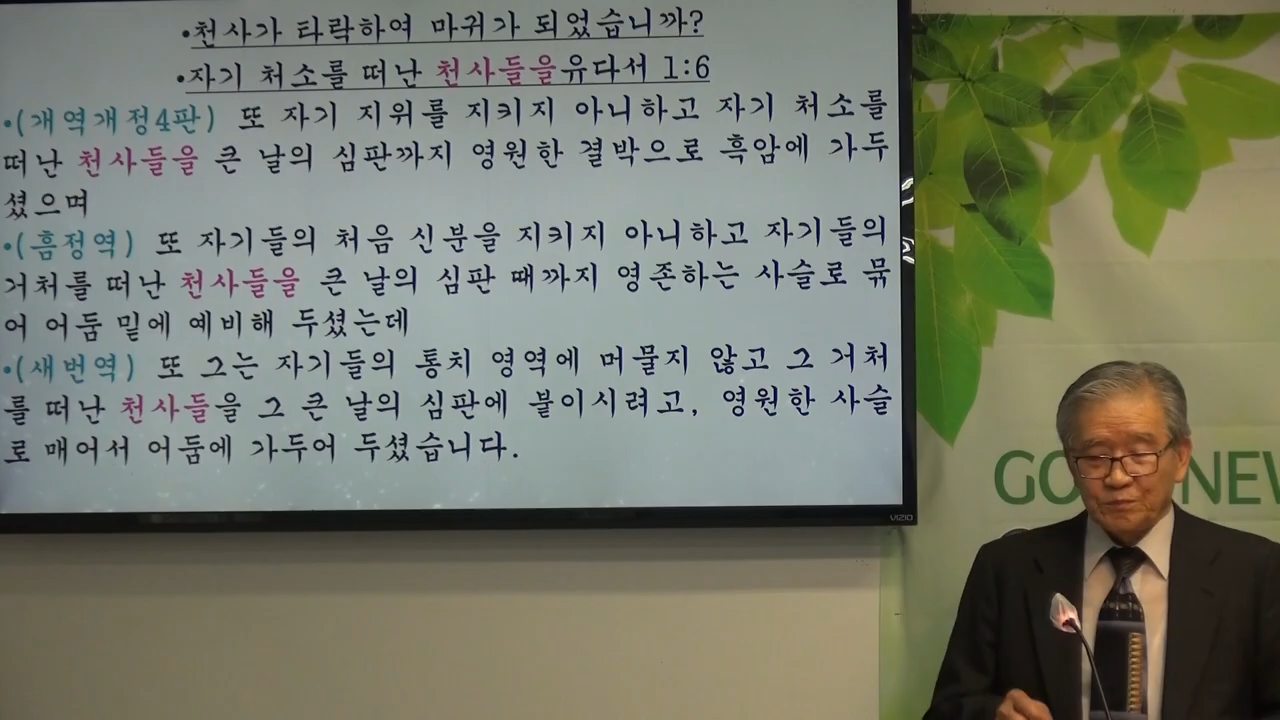 •천사가 타락하여 마귀가 되었습니까?
•자기 처소를 떠난 천사들을유다서 1:6
•(개역개정4판) 또 자기 지위를 지키지 아니하고 자기 처소를
떠난 천사들을 큰 날의 심판까지 영원한 결박으로 흑암에 가두
셨으며
•(흠정역) 또 자기들의 처음 신분을 지키지 아니하고 자기들의
거처를 떠난 천사들을 큰 날의 심판 때까지 영존하는 사슬로 묶
어 어둠 밑에 예비해 두셨는데
•(새번역) 또 그는 자기들의 통치 영역에 머물지 않고 그 거처
를 떠난 천사들을 그 큰 날의 심판에 붙이시려고, 영원한 사슬
로 매어서 어둠에 가두어 두셨습니다.
VIZIO
GO NEW